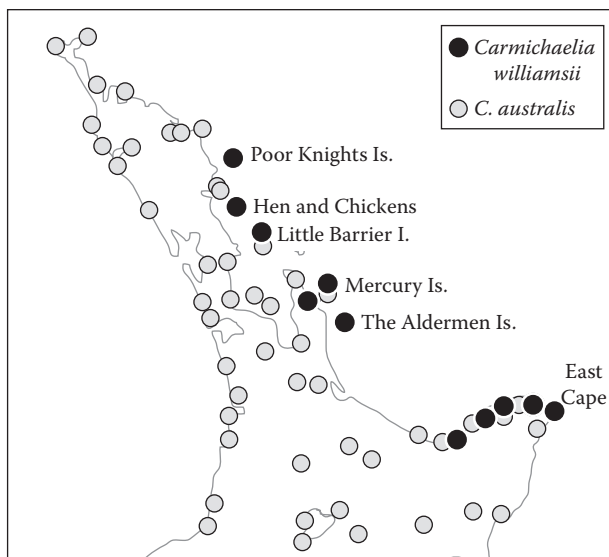 Carmichaelia
williamsii
C. australis
Poor Knights Is.
Hen and Chickens
Little Barrier I.
Mercury Is.
The Aldermen Is.
East
Cape